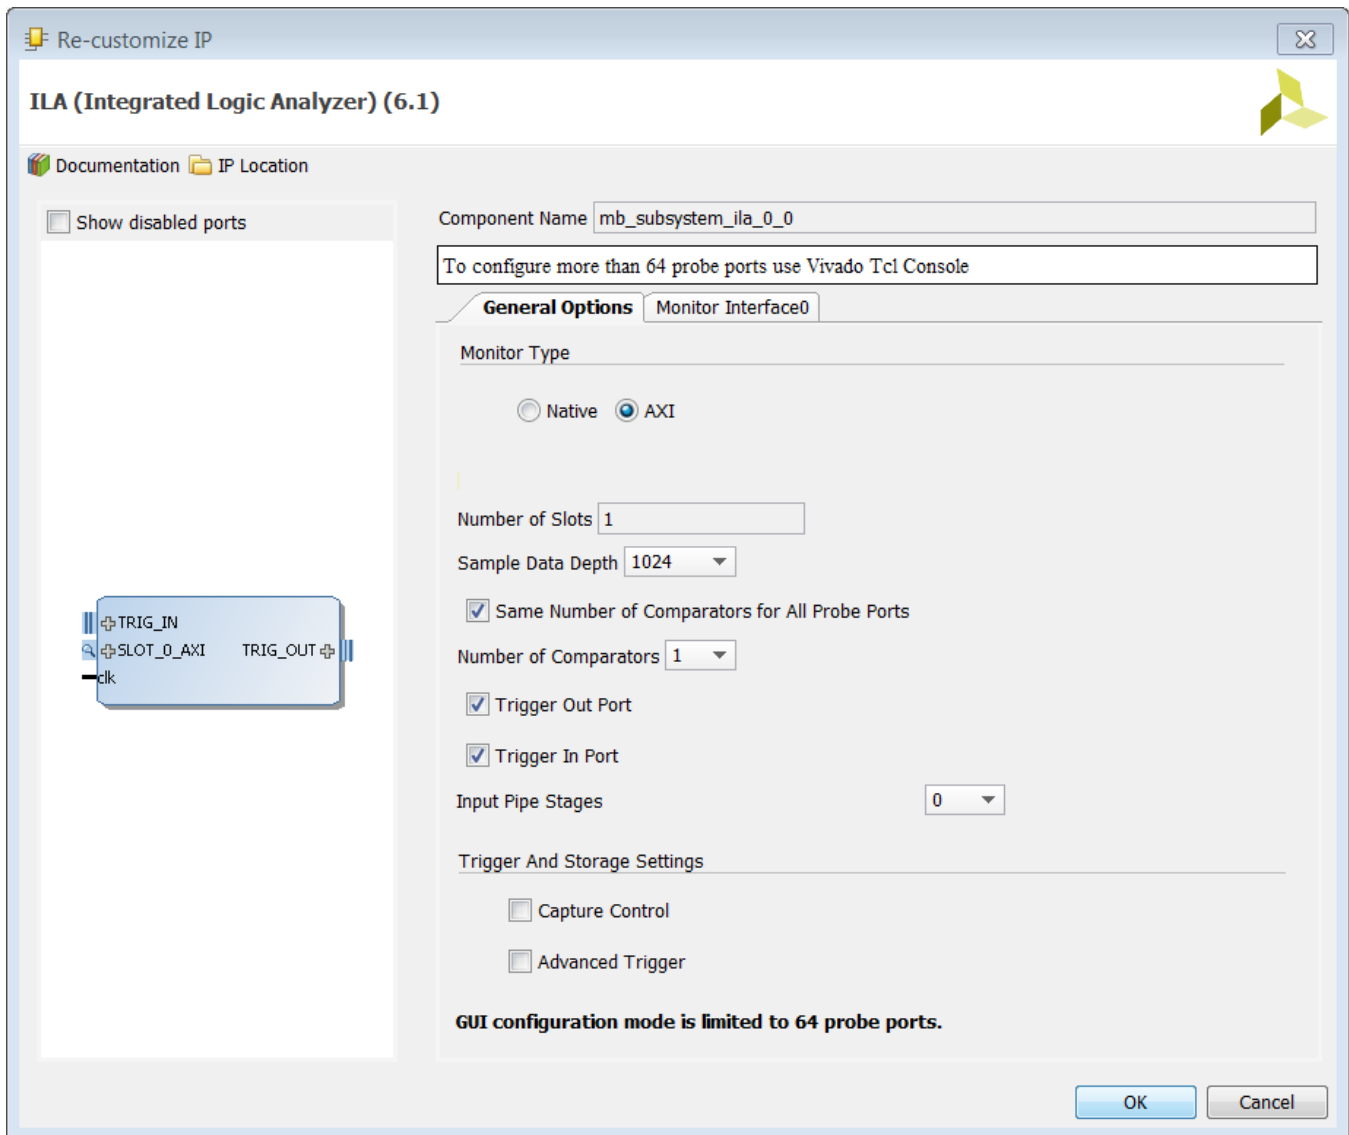 Re-customize IP
ILA (Integrated Logic Analyzer) (6.1)
Documentation IP Location
Show disabled ports
TRIG_IN
SLOT_0_AXI TRIG_OUT
clk
Component Name mb_subsystem_ila_0_0
To configure more than 64 probe ports use Vivado Tcl Console
General Options Monitor Interface0
Monitor Type
Native AXI
Number of Slots 1
Sample Data Depth 1024
Same Number of Comparators for All Probe Ports
Number of Comparators 1
Trigger Out Port
Trigger In Port
Input Pipe Stages 0
Trigger And Storage Settings
Capture Control
Advanced Trigger
GUI configuration mode is limited to 64 probe ports.
OK Cancel